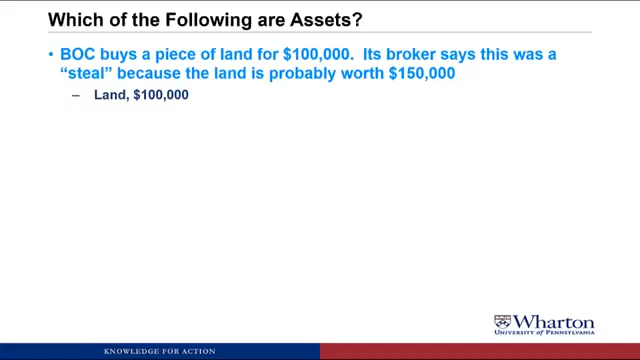 Which of the Following are Assets?
• BOC buys a piece of land for $100,000. Its broker says this was a
“steal” because the land is probably worth $150,000
– Land, $100,000
Wharton
UNIVERSITY of PENNSYLVANIA
KNOWLEDGE FOR ACTION